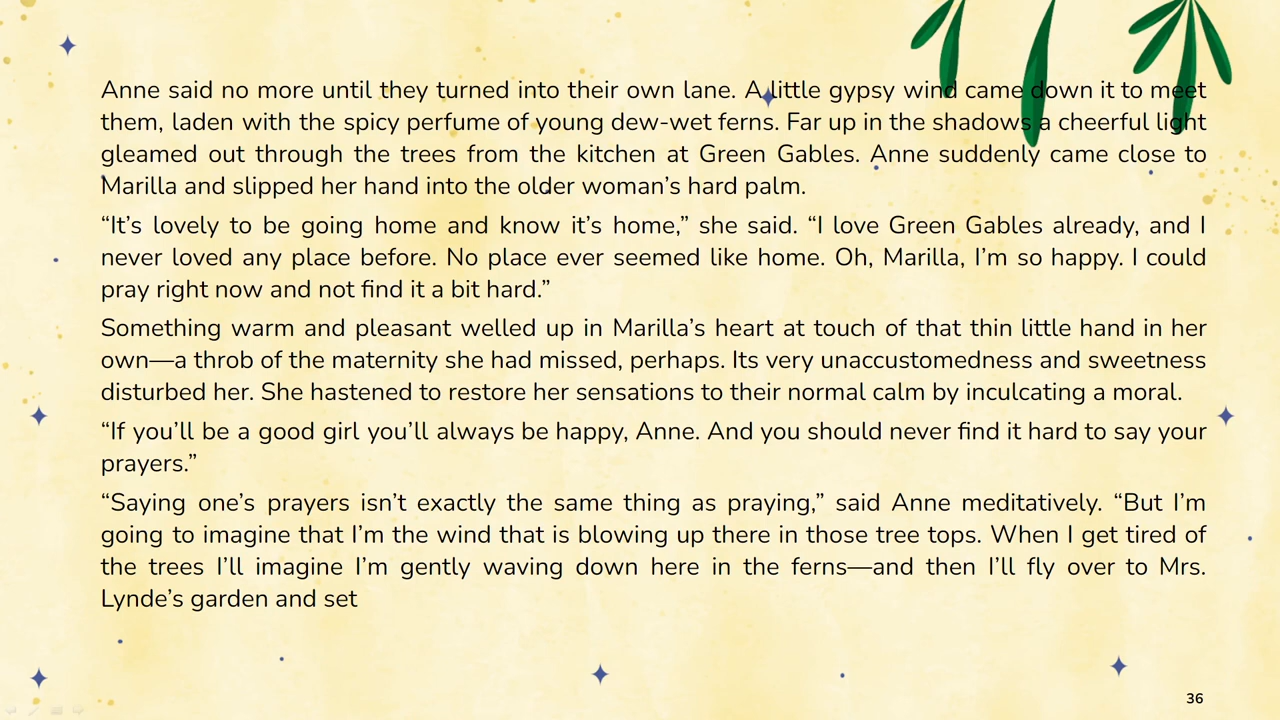 Anne said no more until they turned into their own lane. A little gypsy wind came down it to meet
them, laden with the spicy perfume of young dew-wet ferns. Far up in the shadows a cheerful light
gleamed out through the trees from the kitchen at Green Gables. Anne suddenly came close to
Marilla and slipped her hand into the older woman’s hard palm.
“It’s lovely to be going home and know it’s home,” she said. “I love Green Gables already, and I
never loved any place before. No place ever seemed like home. Oh, Marilla, I’m so happy. I could
pray right now and not find it a bit hard.”
Something warm and pleasant welled up in Marilla’s heart at touch of that thin little hand in her
own—a throb of the maternity she had missed, perhaps. Its very unaccustomedness and sweetness
disturbed her. She hastened to restore her sensations to their normal calm by inculcating a moral.
“If you’ll be a good girl you’ll always be happy, Anne. And you should never find it hard to say your
prayers.”
“Saying one’s prayers isn’t exactly the same thing as praying,” said Anne meditatively. “But I’m
going to imagine that I’m the wind that is blowing up there in those tree tops. When I get tired of
the trees I’ll imagine I’m gently waving down here in the ferns—and then I’ll fly over to Mrs.
Lynde’s garden and set
36